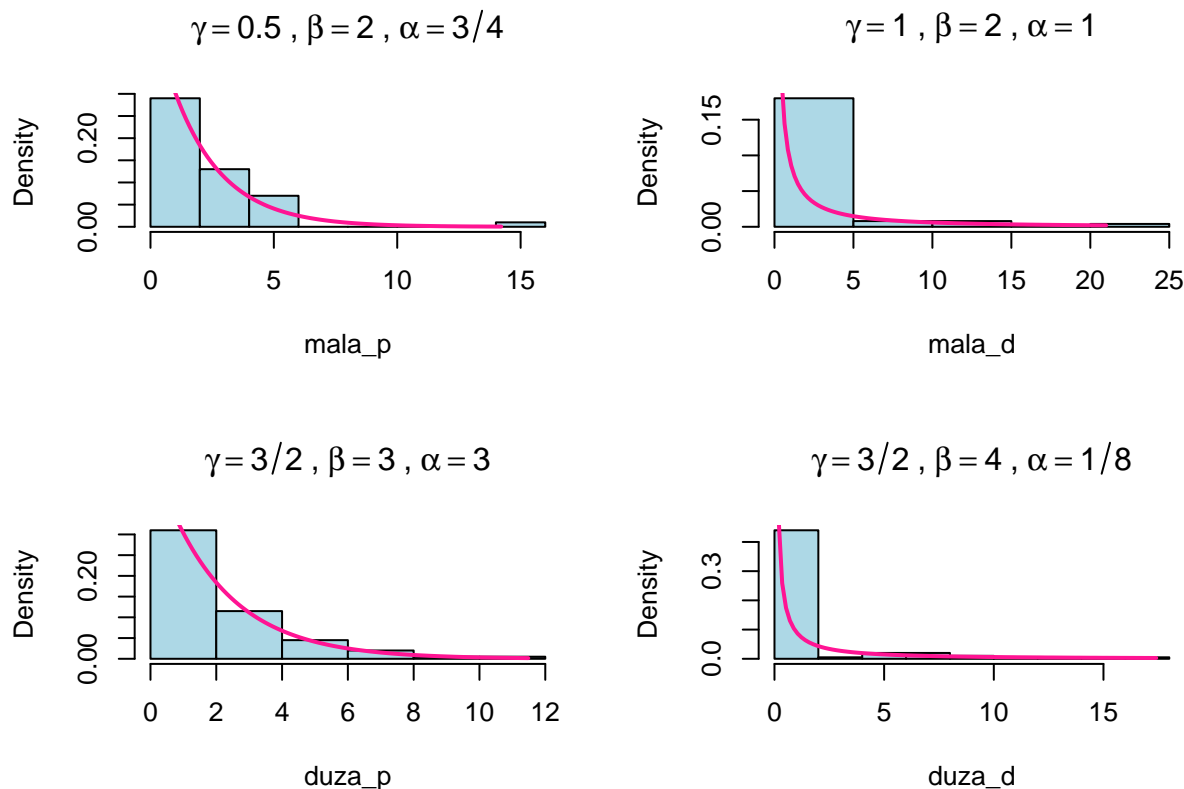 γ = 0.5 , β = 2 , α = 3/4
Density
0.00 0.20
0 5 10 15
mala_p
γ = 1 , β = 2 , α = 1
Density
0.00 0.15
0 5 10 15 20 25
mala_d
γ = 3/2 , β = 3 , α = 3
Density
0.00 0.20
0 2 4 6 8 10 12
duza_p
γ = 3/2 , β = 4 , α = 1/8
Density
0.0 0.3
0 5 10 15
duza_d